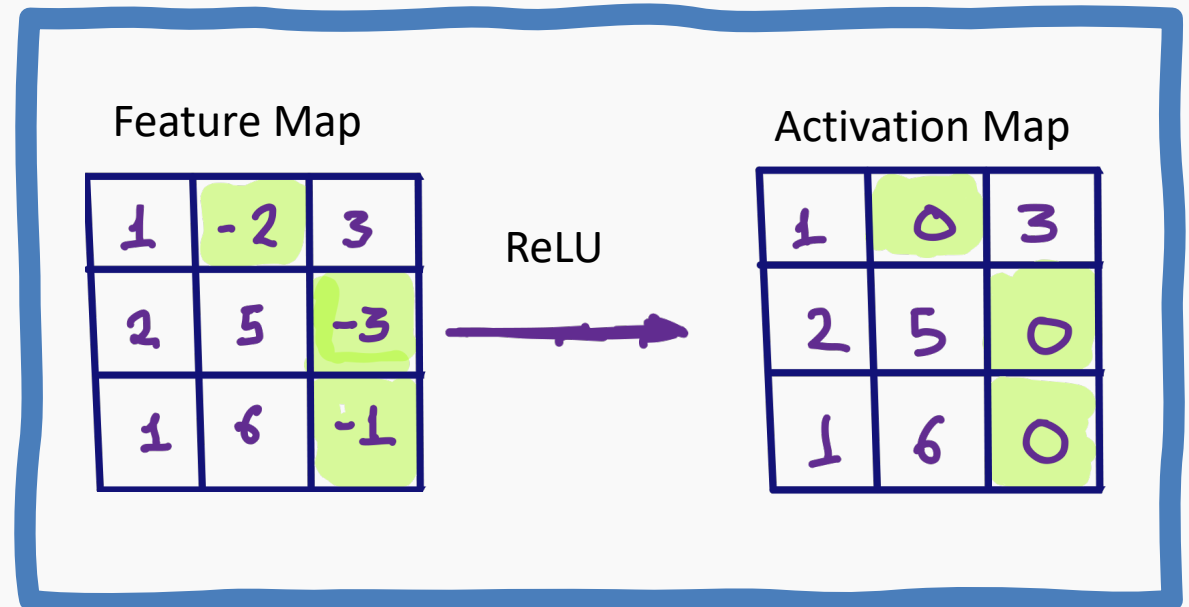 Feature Map
1 -2 3
2 5 -3
1 6 -1
ReLU
Activation Map
1 0 3
2 5 0
1 6 0